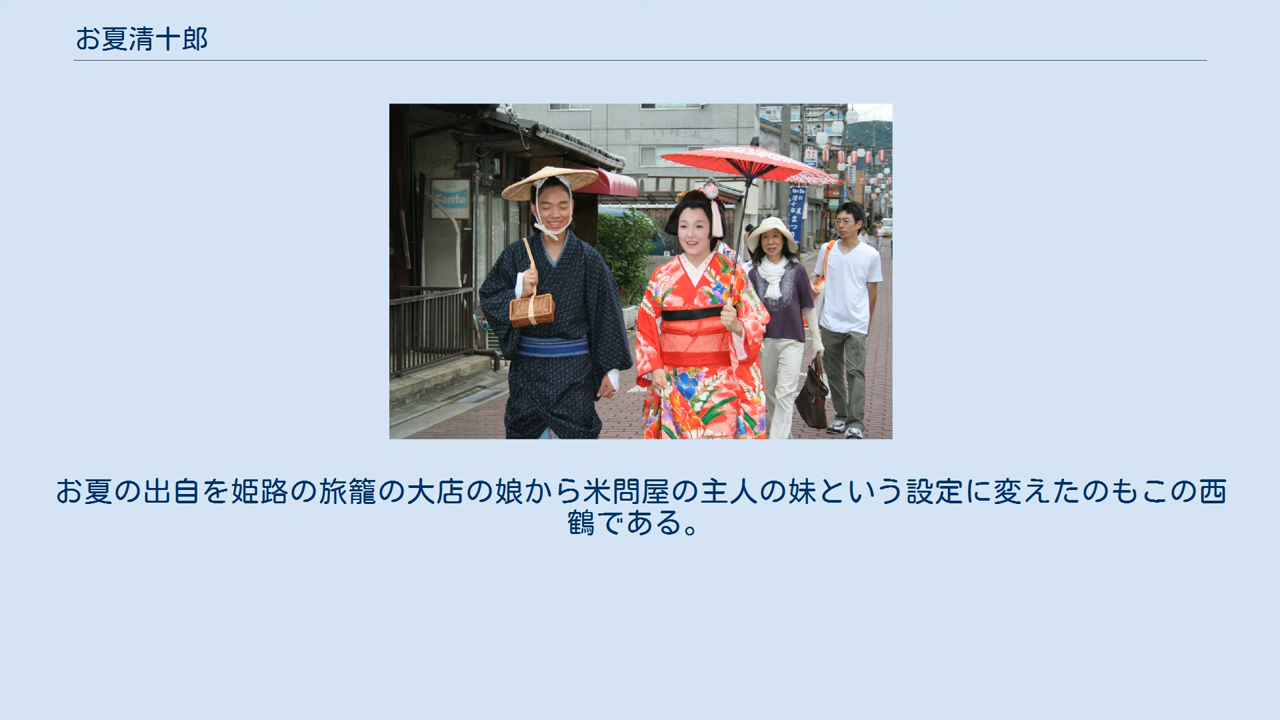 お夏清十郎
Fanta
お夏の出自を姫路の旅籠の大店の娘から米問屋の主人の妹という設定に変えたのもこの西
鶴である。